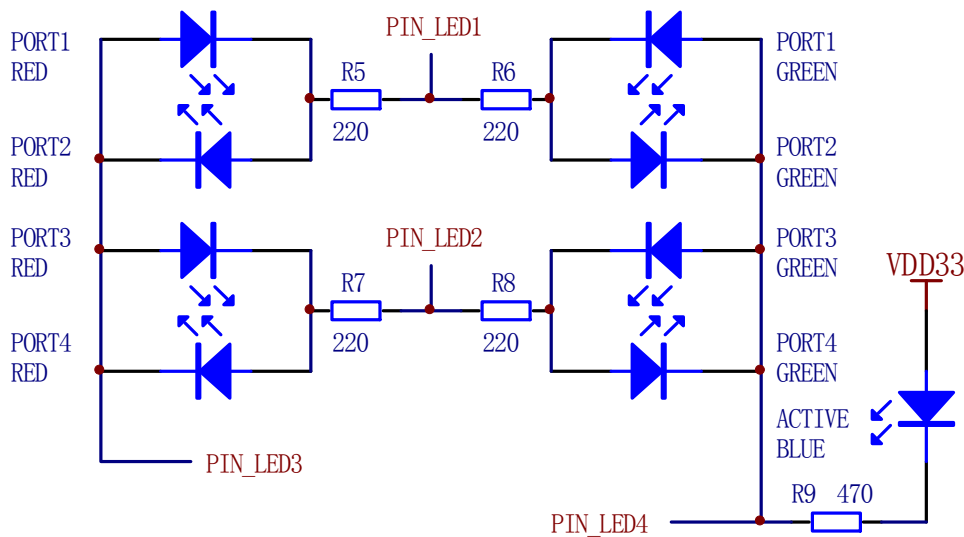 PIN_LED1
PORT1
RED
R5
R6
PORT1
GREEN
220
220
PORT2
RED
PORT2
GREEN
PORT3
RED
PIN_LED2
PORT3
GREEN
VDD33
R7
R8
220
220
PORT4
RED
PORT4
GREEN
ACTIVE
BLUE
PIN_LED3
R9 470
PIN_LED4